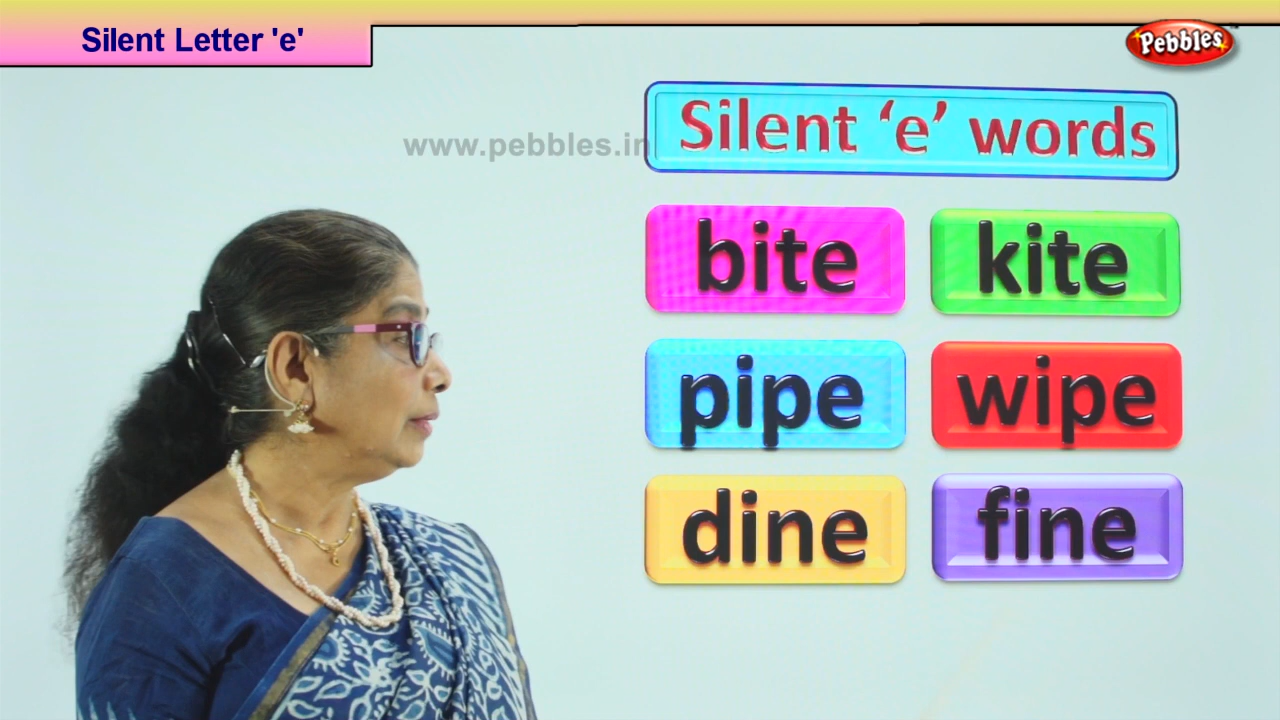 Silent Letter 'e'
Pebbles
www.pebbles.in
Silent ‘e’ words
bite kite
pipe wipe
dine fine